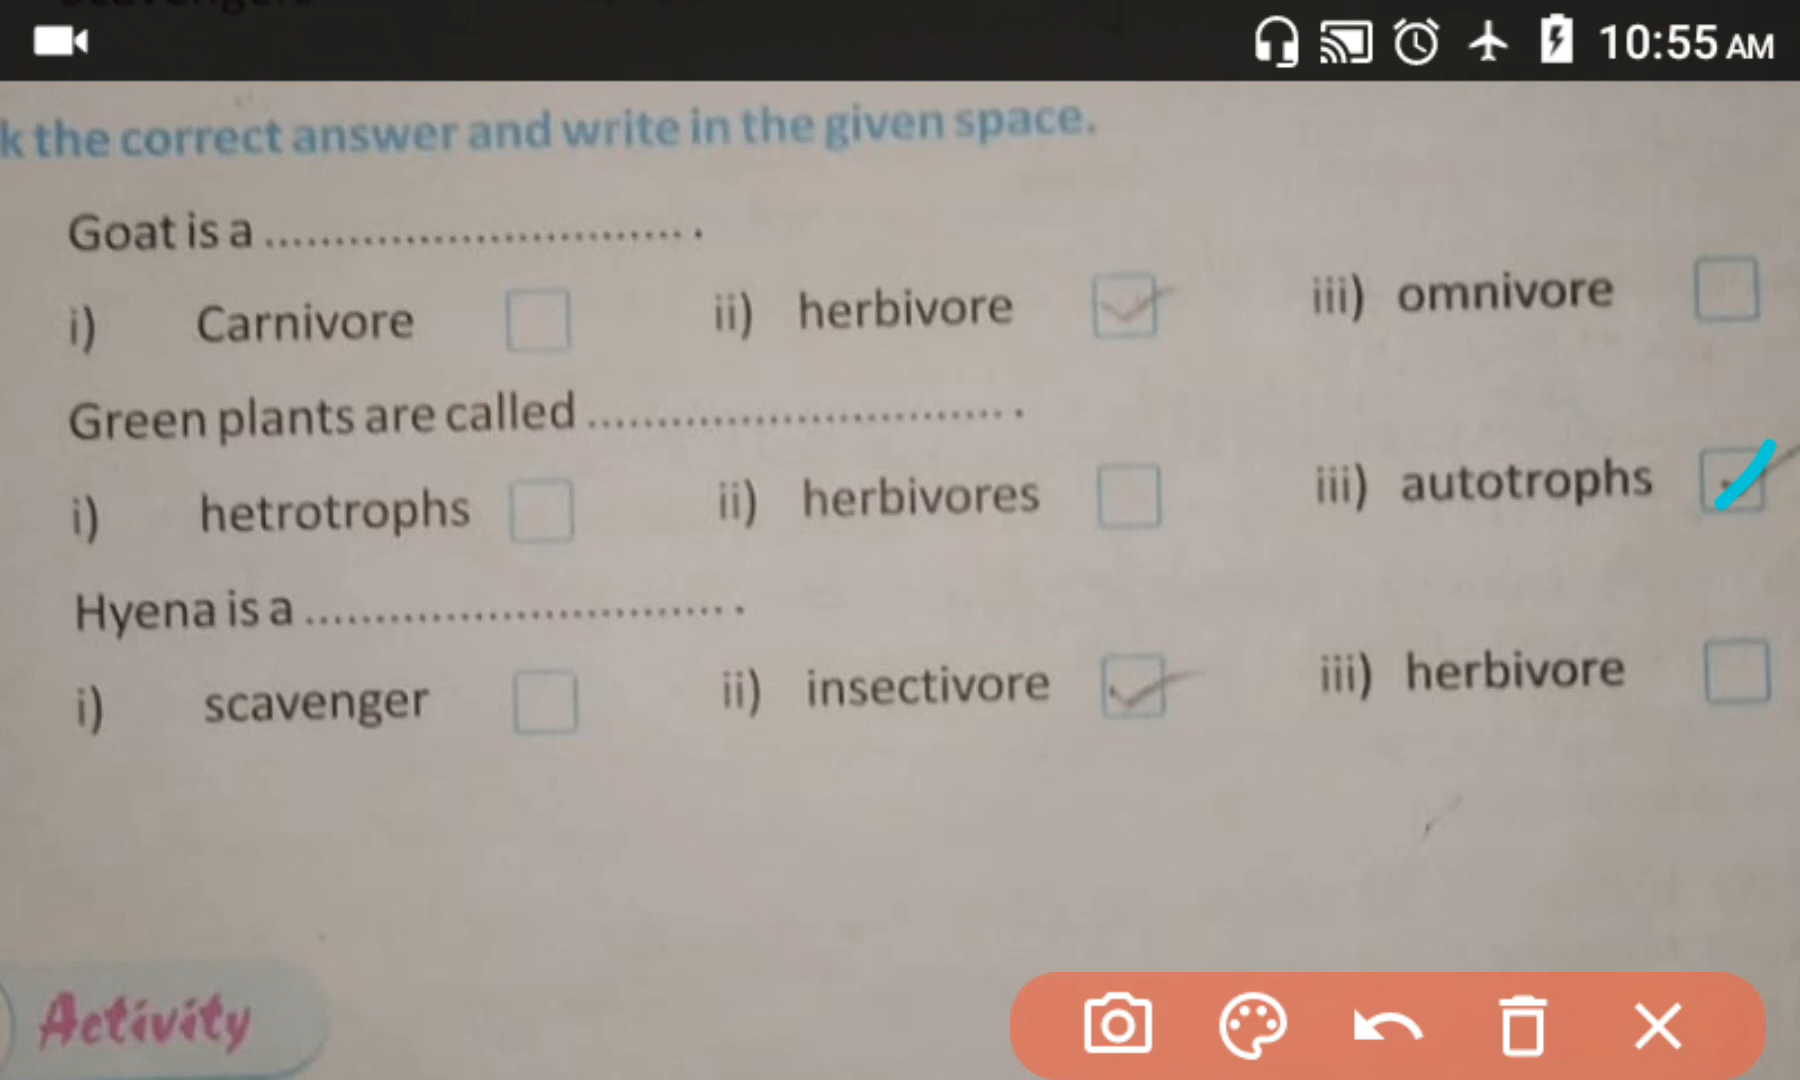 10:55 AM
k the correct answer and write in the given space.
Goat is a .............................. .
i) Carnivore ii) herbivore iii) omnivore
Green plants are called .............................. .
i) hetrotrophs ii) herbivores iii) autotrophs
Hyena is a .............................. .
i) scavenger ii) insectivore iii) herbivore
Activity